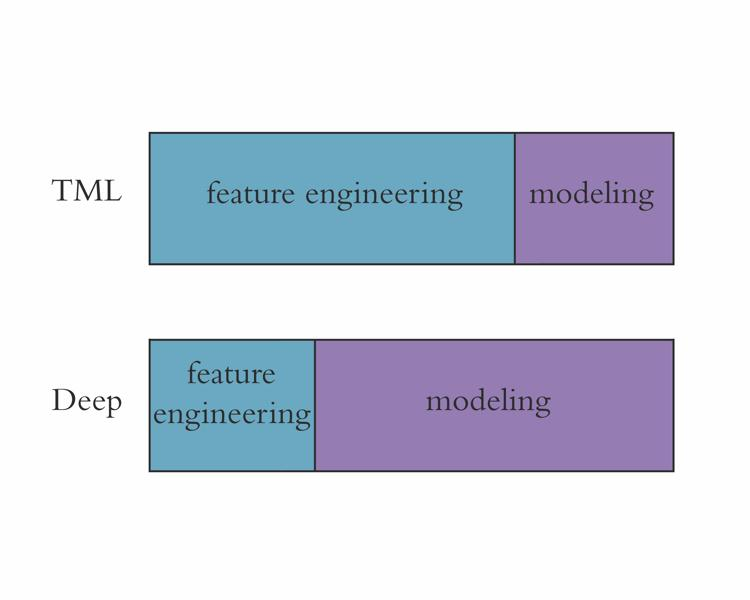 TML
feature engineering
modeling
Deep
feature
engineering
modeling